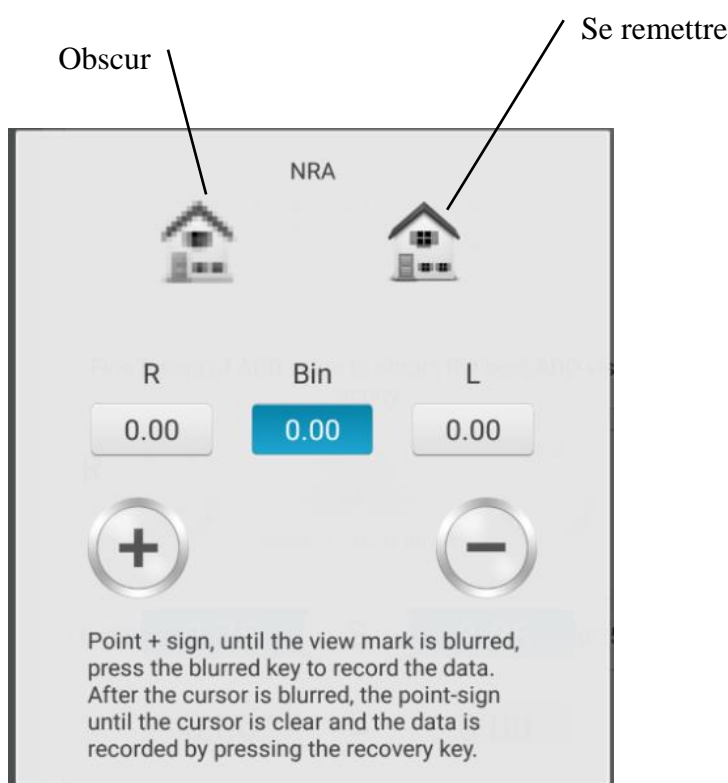 Se remettre
Obscur
NRA
R Bin L
0.00 0.00 0.00
+ −
Point + sign, until the view mark is blurred,
press the blurred key to record the data.
After the cursor is blurred, the point-sign
until the cursor is clear and the data is
recorded by pressing the recovery key.